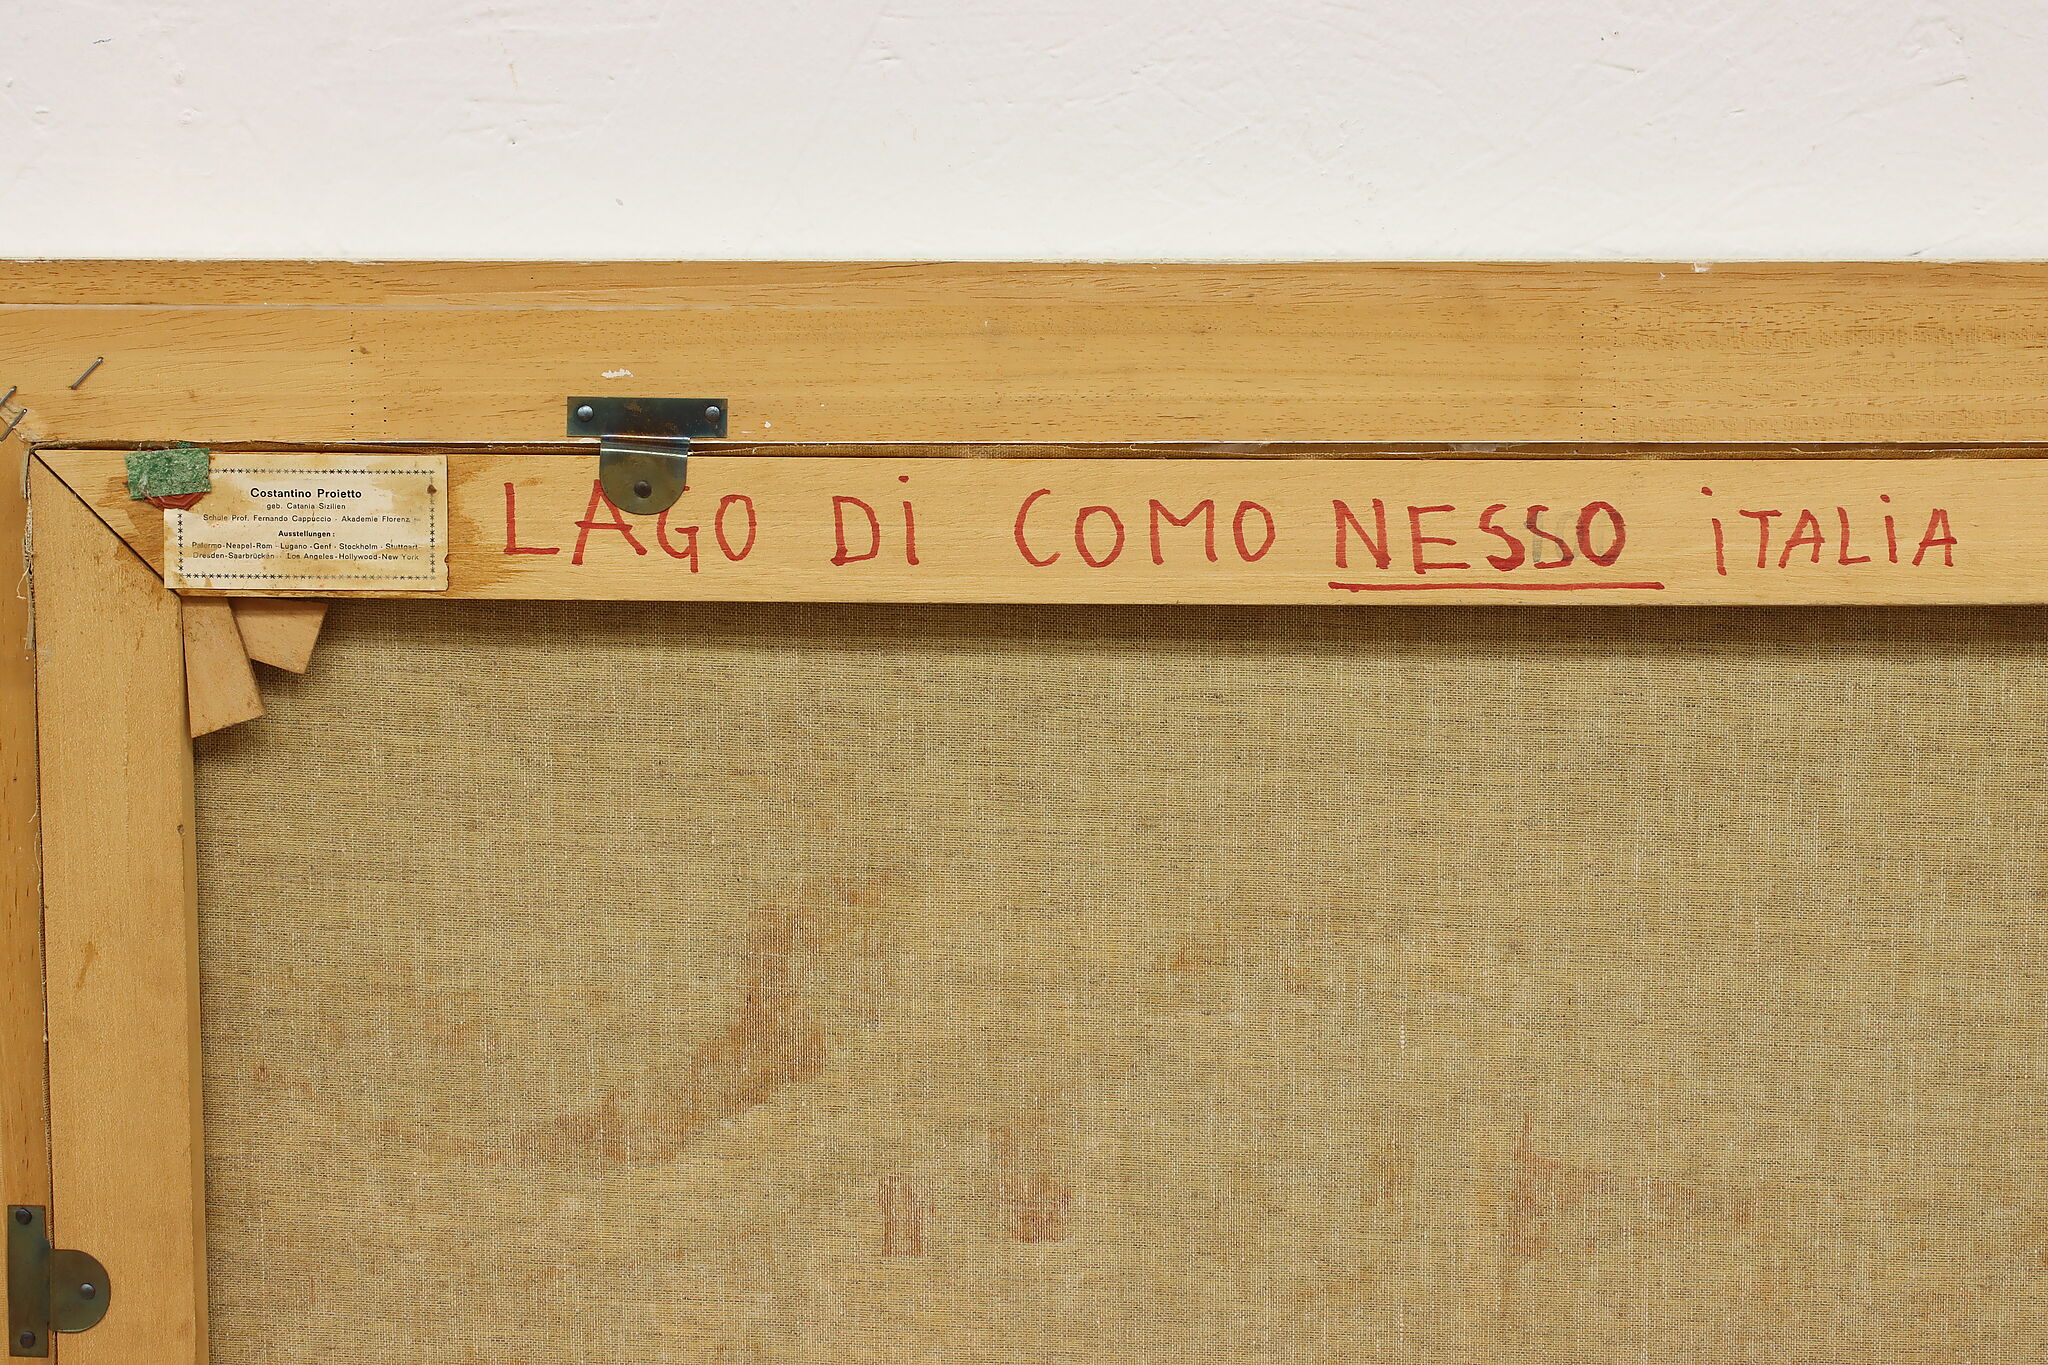 Costantino Proietto
geb. Catania Sizilien
Schule Prof. Fernando Cappuccio - Akademie Florenz
Ausstellungen:
Palermo-Neapel-Rom - Lugano-Genf - Stockholm - Stuttgart
Dresden-Saarbrücken - Los Angeles-Hollywood-New York
LAGO Di COMO NESSO iTALiA